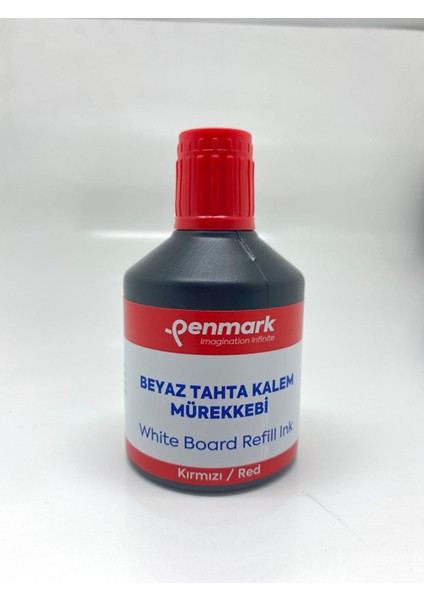 Penmark
imagination infinite
BEYAZ TAHTA KALEM
MÜREKKEBİ
White Board Refill Ink
Kırmızı / Red